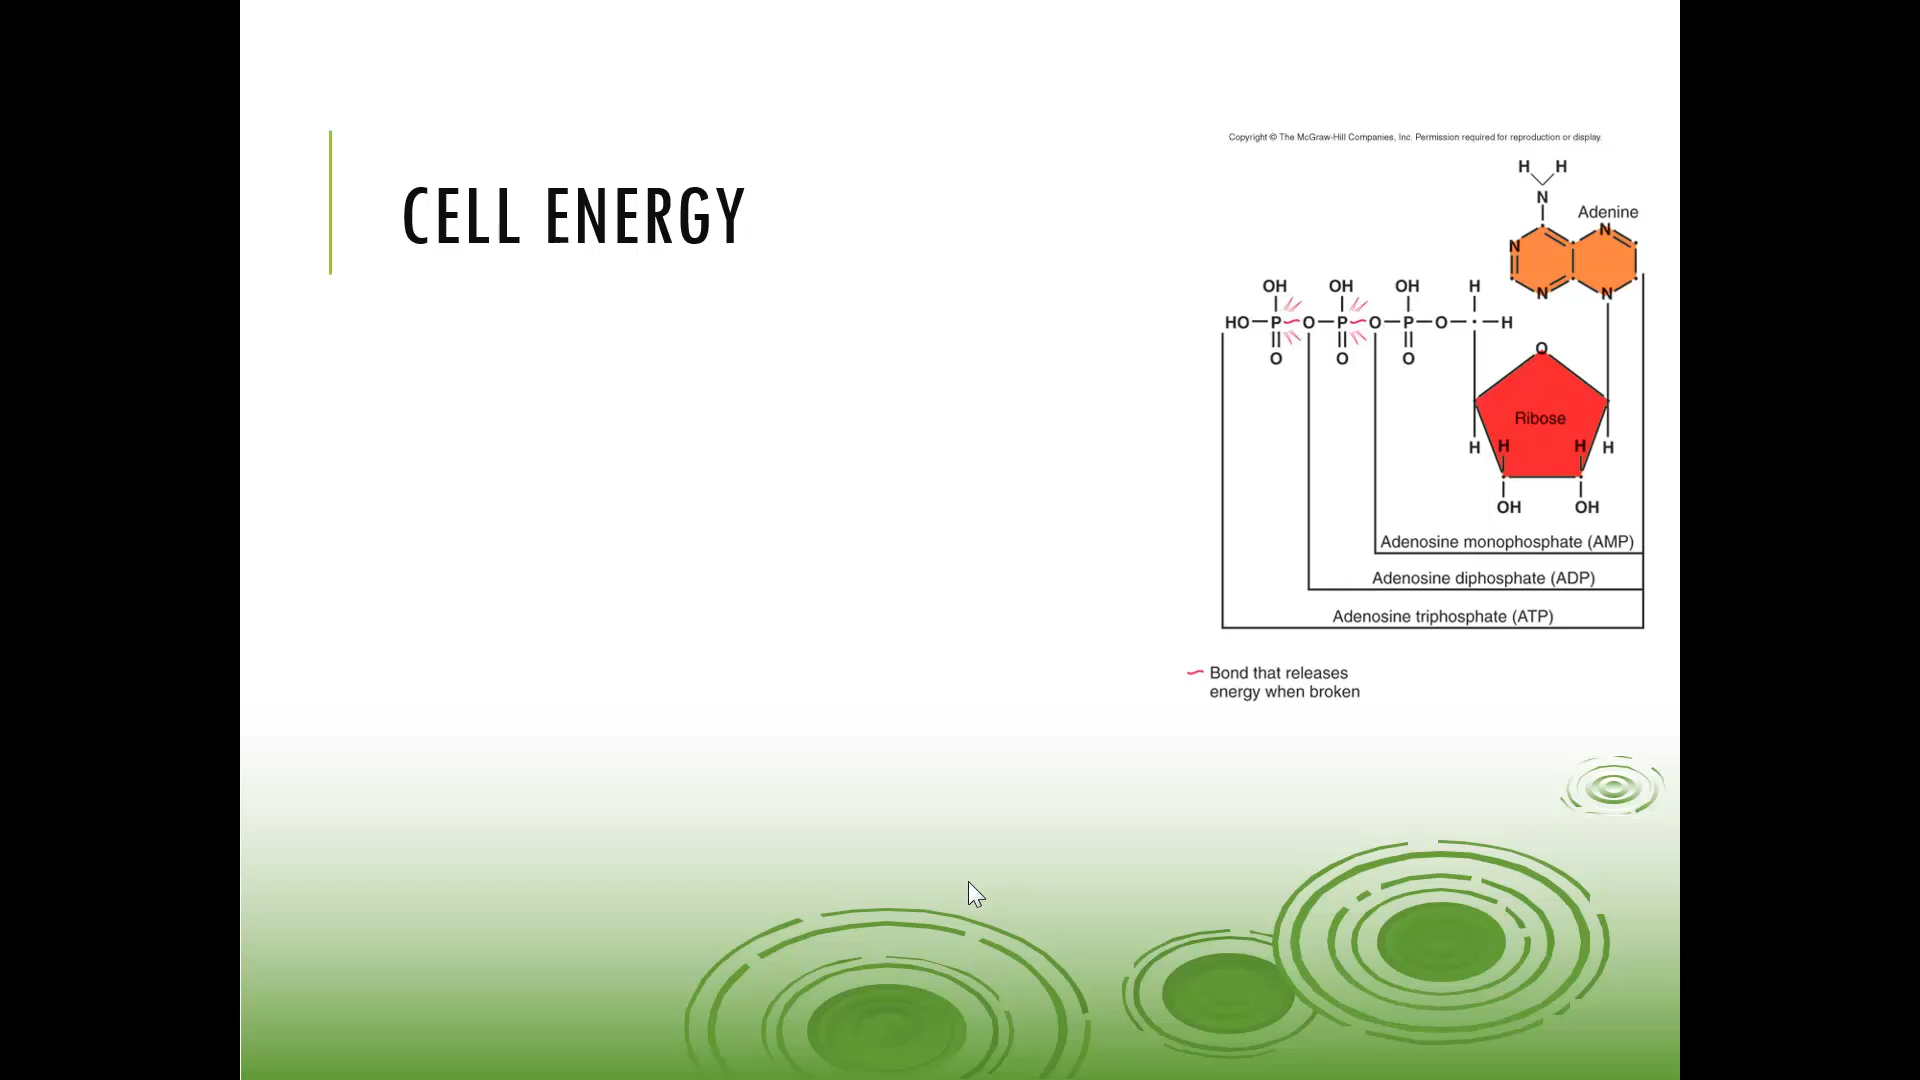 Copyright © The McGraw-Hill Companies, Inc. Permission required for reproduction or display.
CELL ENERGY
H H
N
Adenine
N
N
N N
OH OH OH H
HO P O P O P O H
O O O
O
Ribose
H H H H
OH OH
Adenosine monophosphate (AMP)
Adenosine diphosphate (ADP)
Adenosine triphosphate (ATP)
Bond that releases
energy when broken